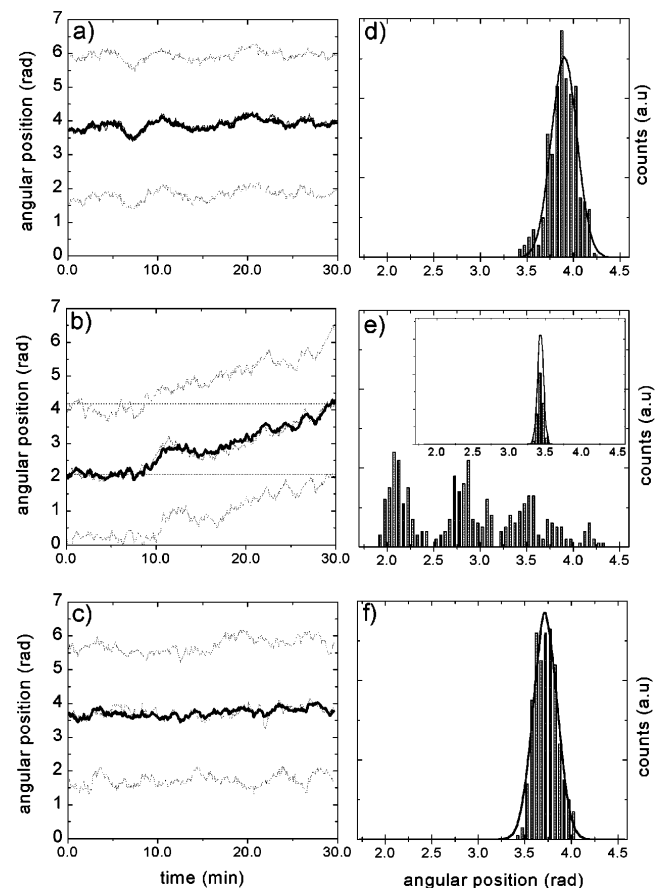 a)
angular position (rad)
7
6
5
4
3
2
1
0
0.0 10.0 20.0 30.0
d)
counts (a.u)
2.0 2.5 3.0 3.5 4.0 4.5
b)
angular position (rad)
7
6
5
4
3
2
1
0
0.0 10.0 20.0 30.0
e)
2.0 2.5 3.0 3.5 4.0 4.5
counts (a.u)
2.0 2.5 3.0 3.5 4.0 4.5
c)
angular position (rad)
7
6
5
4
3
2
1
0
0.0 10.0 20.0 30.0
time (min)
f)
counts (a.u)
2.0 2.5 3.0 3.5 4.0 4.5
angular position (rad)